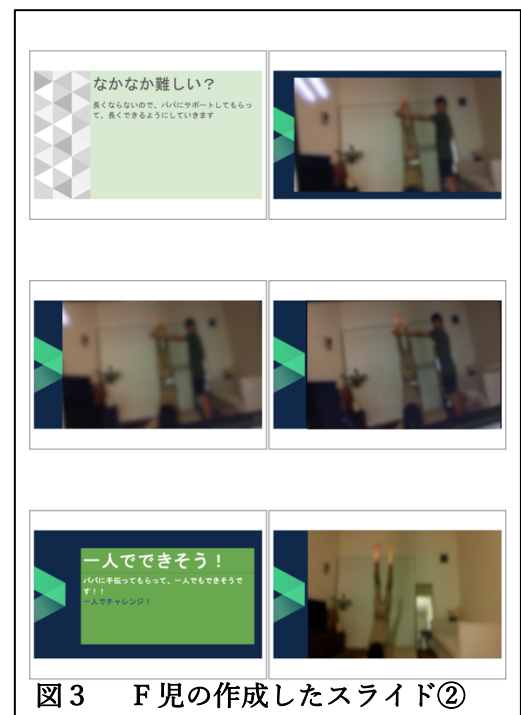 なかなか難しい？
長くならないので、パパにサポートしてもらっ
て、長くできるようにしていきます
一人でできそう！
パパに手伝ってもらって、一人でもできそうで
す！！
一人でチャレンジ！
図３　Ｆ児の作成したスライド②